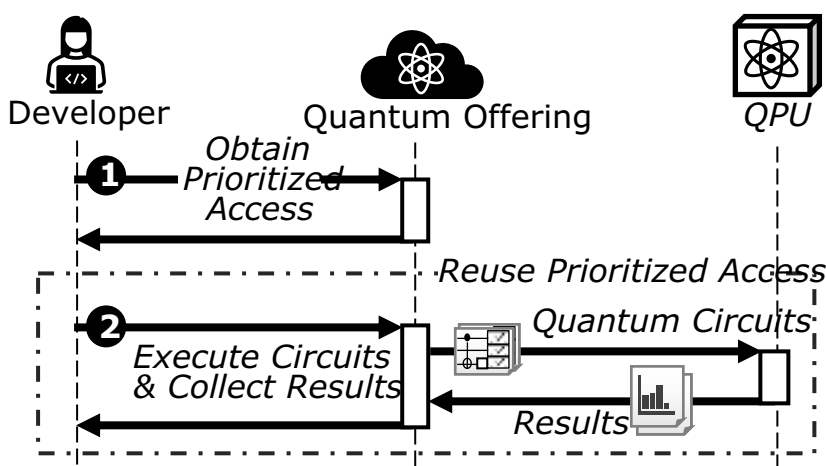 </>
Developer
Quantum Offering
QPU
1
Obtain
Prioritized
Access
Reuse Prioritized Access
2
Execute Circuits
& Collect Results
Quantum Circuits
Results